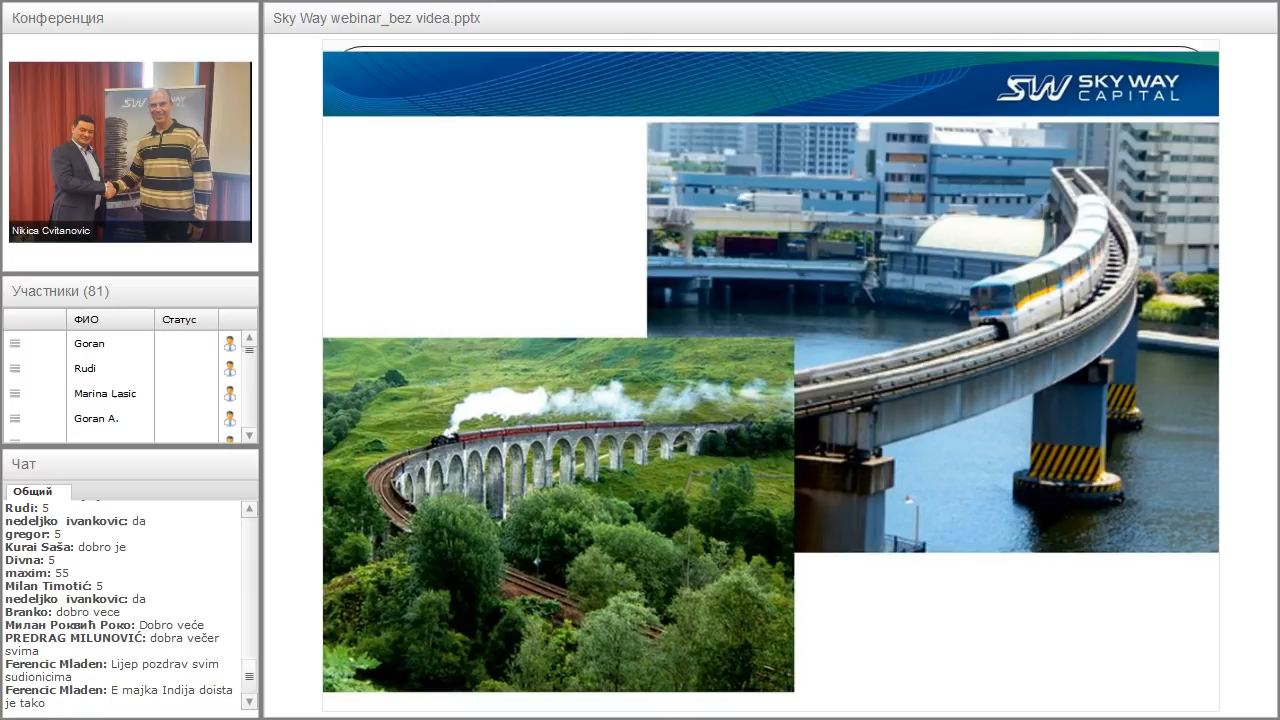 Конференция
Nikica Cvitanovic
Участники (81)
ФИО Статус
Goran
Rudi
Marina Lasic
Goran A.
Чат
Общий
Rudi: 5
nedeljko ivankovic: da
gregor: 5
Kurai Saša: dobro je
Divna: 5
maxim: 55
Milan Timotić: 5
nedeljko ivankovic: da
Branko: dobro vece
Милан Роквић Роко: Dobro veće
PREDRAG MILUNOVIĆ: dobra večer
svima
Ferencic Mladen: Lijep pozdrav svim
sudionicima
Ferencic Mladen: E majka Indija doista
je tako
Sky Way webinar_bez videa.pptx
SW SKY WAY
CAPITAL